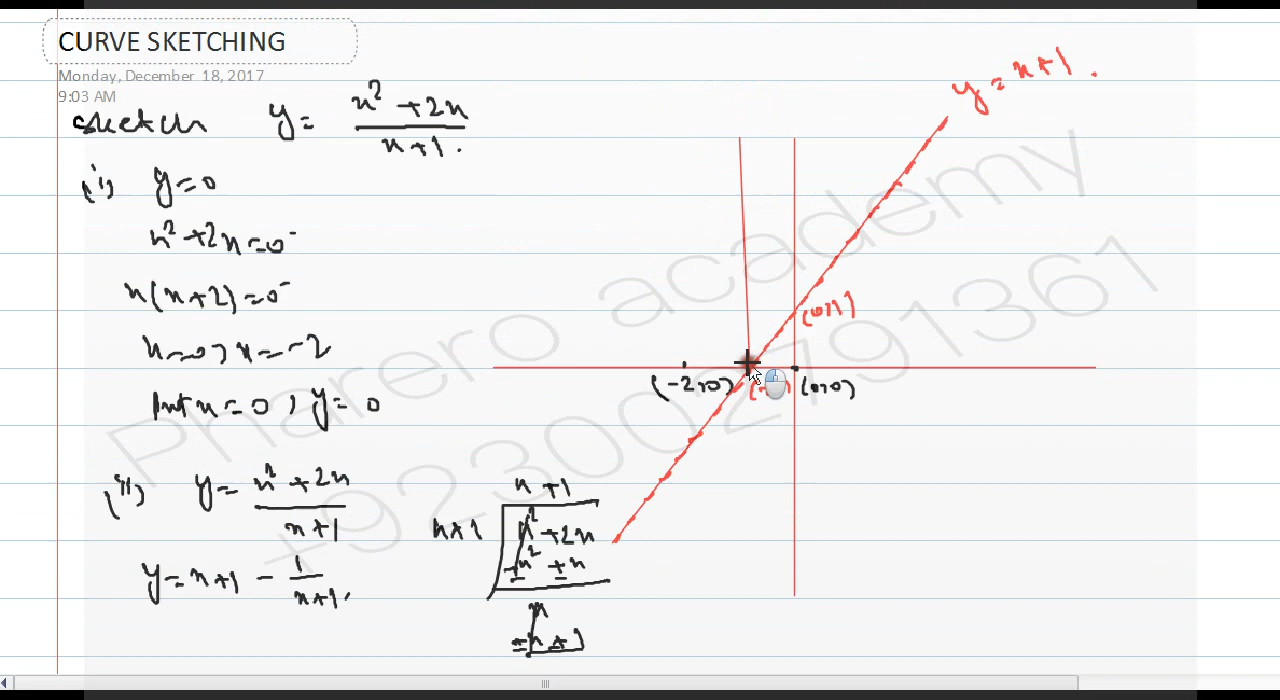 CURVE SKETCHING
Monday, December 18, 2017
9:03 AM
sketch y = x² + 2x / x + 1.
(i) y = 0
x² + 2x = 0
x(x + 2) = 0
x = 0, x = -2
Put x = 0, y = 0
(ii) y = x² + 2x / x + 1
y = x + 1 - 1 / x + 1.
x + 1
x + 1 x² + 2x
x² + x
x
x + 1
y = x + 1.
(0,1)
(-2,0)
(0,0)
Pharero academy
+923002791361